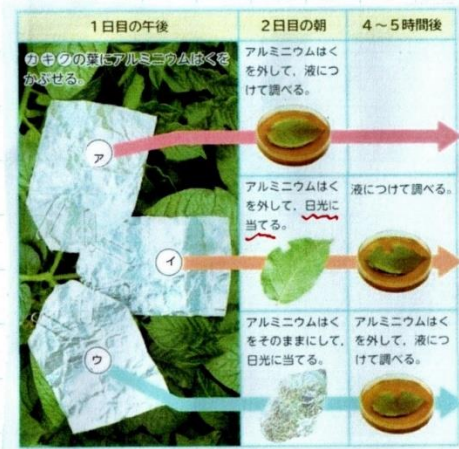 1日目の午後
2日目の朝
4～5時間後
カキクの葉にアルミニウムはくを
かぶせる。
ア
アルミニウムはく
を外して，液につ
けて調べる。
イ
アルミニウムはく
を外して，日光に
当てる。
液につけて調べる。
ウ
アルミニウムはく
をそのままにして，
日光に当てる。
アルミニウムはく
を外して，液につ
けて調べる。